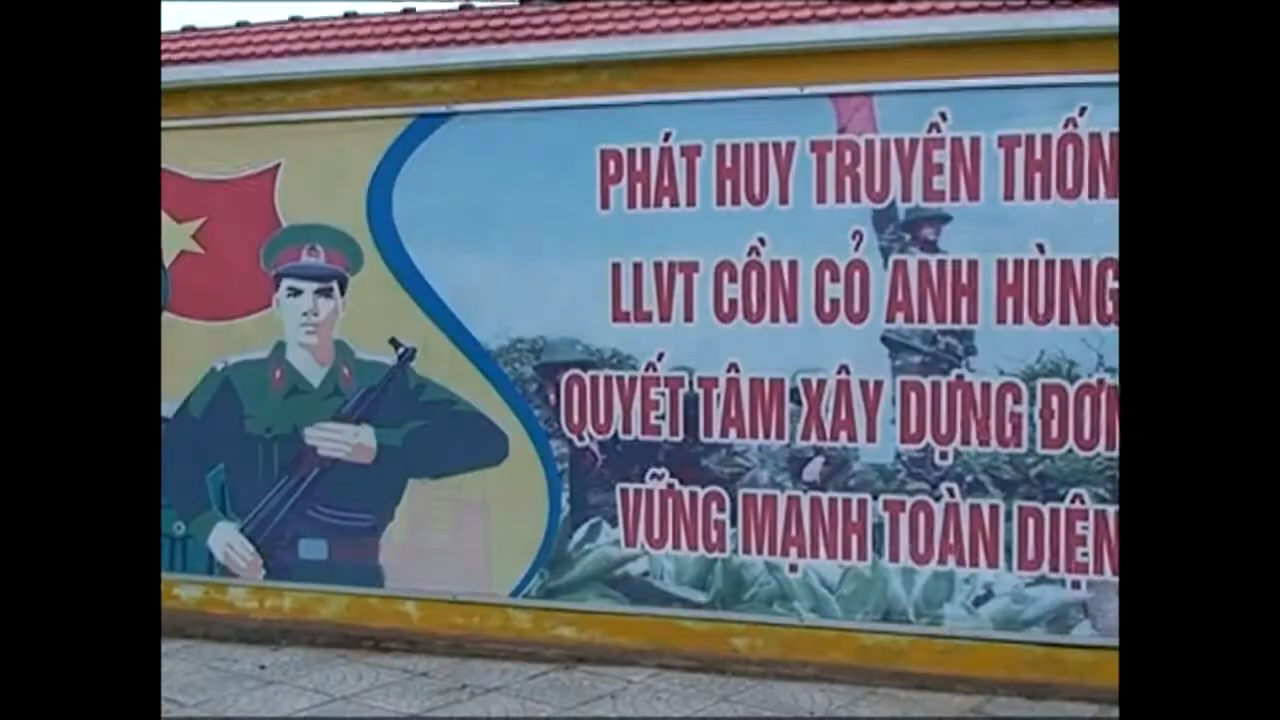 PHÁT HUY TRUYỀN THỐN
LLVT CỒN CỎ ANH HÙNG
QUYẾT TÂM XÂY DỰNG ĐƠN
VỮNG MẠNH TOÀN DIỆN